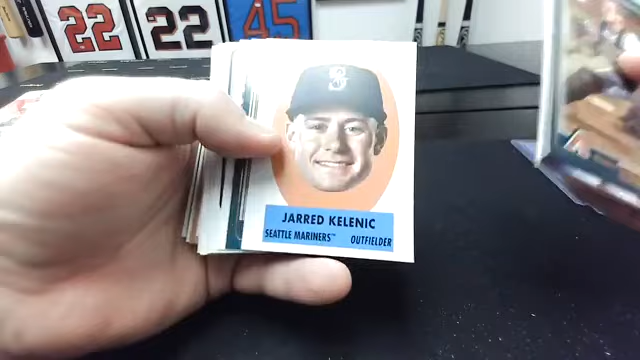 22
22
45
S
JARRED KELENIC
SEATTLE MARINERS™ OUTFIELDER